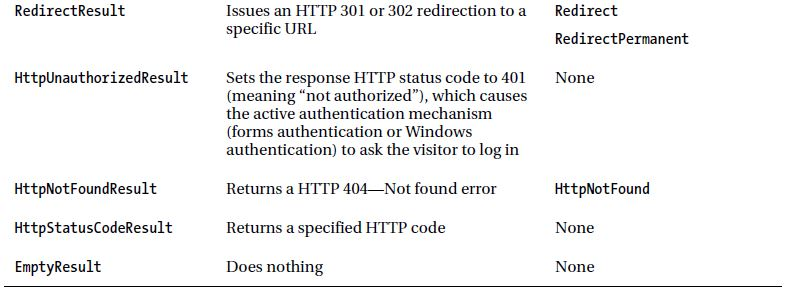 RedirectResult Issues an HTTP 301 or 302 redirection to a Redirect
specific URL
RedirectPermanent
HttpUnauthorizedResult Sets the response HTTP status code to 401 None
(meaning “not authorized”), which causes
the active authentication mechanism
(forms authentication or Windows
authentication) to ask the visitor to log in
HttpNotFoundResult Returns a HTTP 404—Not found error HttpNotFound
HttpStatusCodeResult Returns a specified HTTP code None
EmptyResult Does nothing None